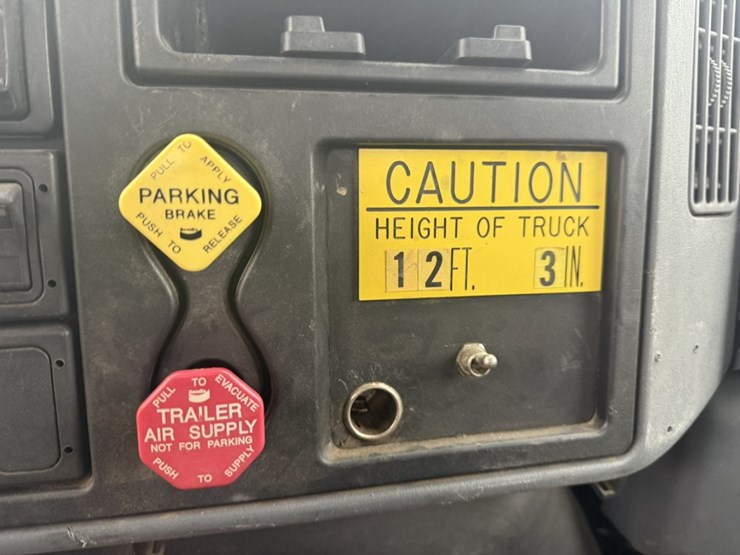 PULL TO APPLY
PARKING
BRAKE
PUSH TO RELEASE
CAUTION
HEIGHT OF TRUCK
12 FT. 3 IN.
PULL TO EVACUATE
TRAILER
AIR SUPPLY
NOT FOR PARKING
PUSH TO SUPPLY